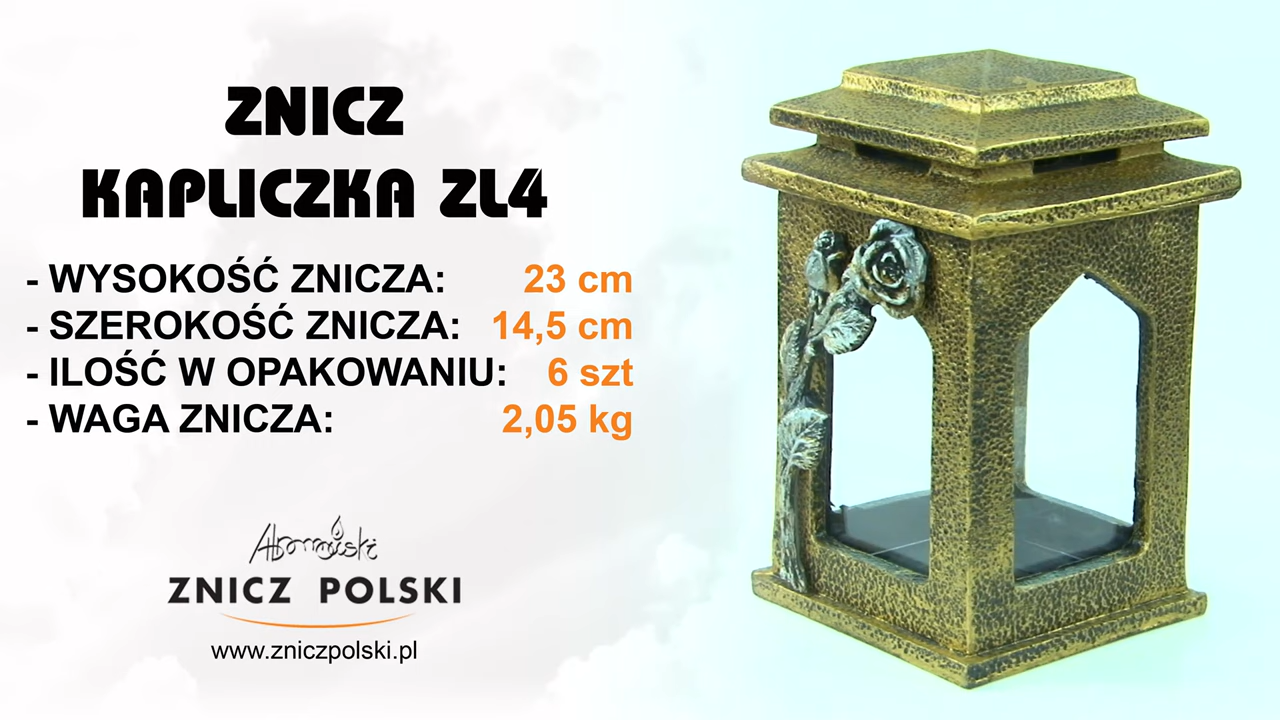 ZNICZ
KAPLICZKA ZL4
- WYSOKOŚĆ ZNICZA: 23 cm
- SZEROKOŚĆ ZNICZA: 14,5 cm
- ILOŚĆ W OPAKOWANIU: 6 szt
- WAGA ZNICZA: 2,05 kg
ZNICZ POLSKI
www.zniczpolski.pl